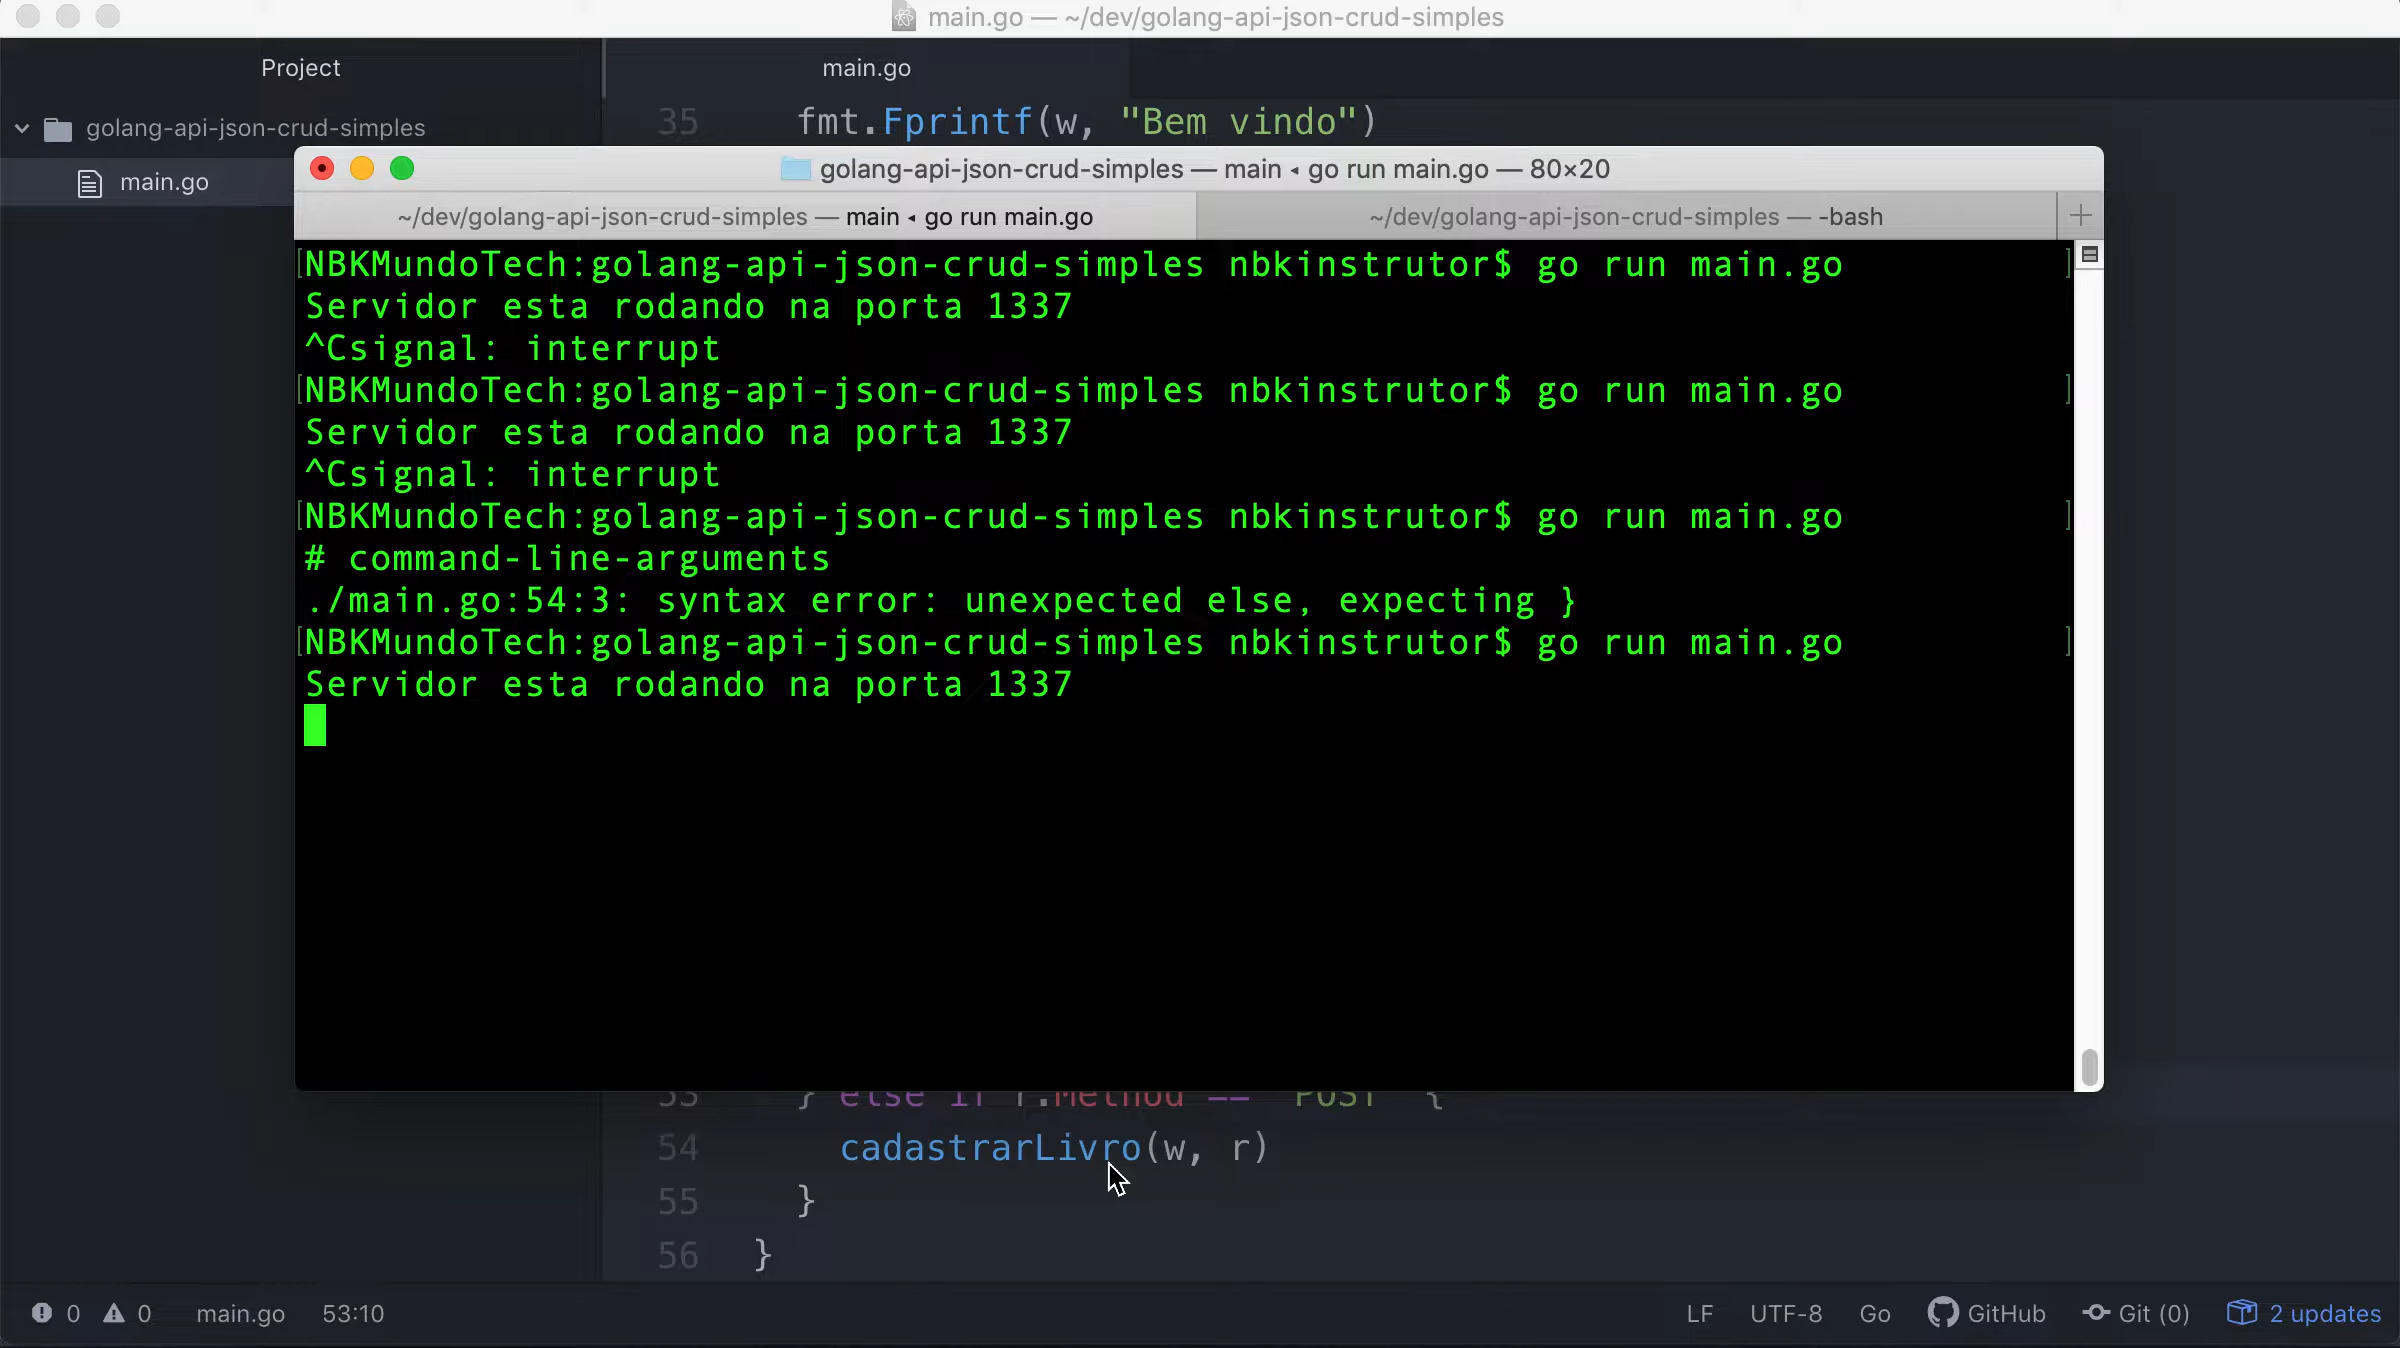 main.go — ~/dev/golang-api-json-crud-simples
Project
main.go
golang-api-json-crud-simples
main.go
35 fmt.Fprintf(w, "Bem vindo")
golang-api-json-crud-simples — main ◂ go run main.go — 80×20
~/dev/golang-api-json-crud-simples — main ◂ go run main.go
~/dev/golang-api-json-crud-simples — -bash
[NBKMundoTech:golang-api-json-crud-simples nbkinstrutor$ go run main.go ]
Servidor esta rodando na porta 1337
^Csignal: interrupt
[NBKMundoTech:golang-api-json-crud-simples nbkinstrutor$ go run main.go ]
Servidor esta rodando na porta 1337
^Csignal: interrupt
[NBKMundoTech:golang-api-json-crud-simples nbkinstrutor$ go run main.go ]
# command-line-arguments
./main.go:54:3: syntax error: unexpected else, expecting }
[NBKMundoTech:golang-api-json-crud-simples nbkinstrutor$ go run main.go ]
Servidor esta rodando na porta 1337
53 } else if r.Method == "POST" {
54 cadastrarLivro(w, r)
55 }
56 }
0 0 main.go 53:10
LF UTF-8 Go GitHub Git (0) 2 updates